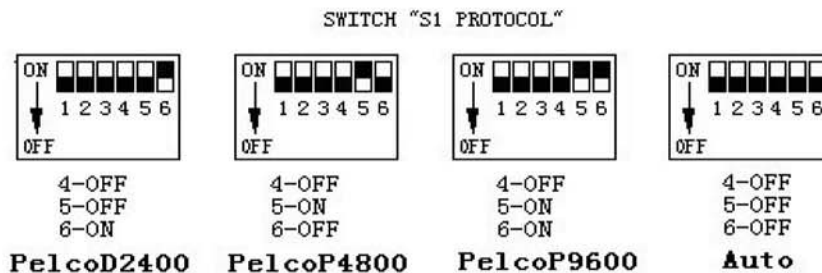 SWITCH "S1 PROTOCOL"
ON
1 2 3 4 5 6
OFF
4-OFF
5-OFF
6-ON
PelcoD2400
ON
1 2 3 4 5 6
OFF
4-OFF
5-ON
6-OFF
PelcoP4800
ON
1 2 3 4 5 6
OFF
4-OFF
5-ON
6-ON
PelcoP9600
ON
1 2 3 4 5 6
OFF
4-OFF
5-OFF
6-OFF
Auto